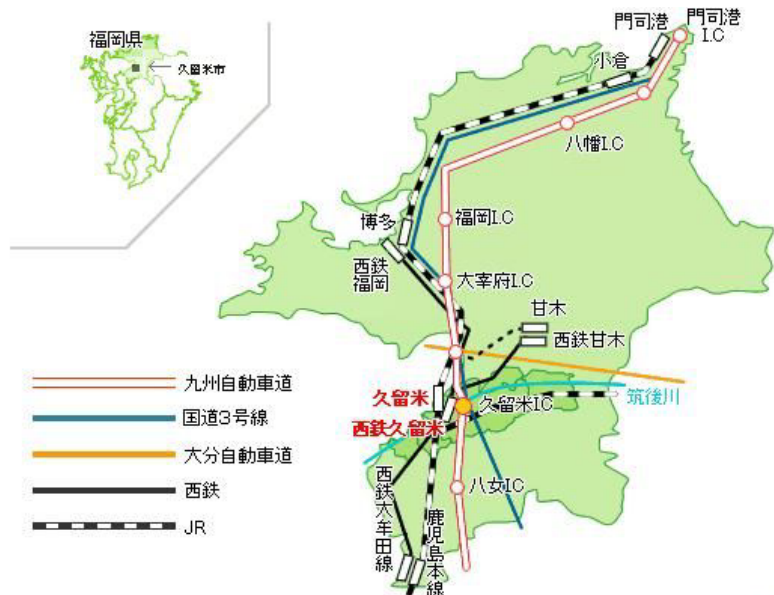 福岡県
久留米市
門司港
門司港
I.C
小倉
八幡I.C
博多
福岡I.C
西鉄
福岡
大宰府I.C
甘木
西鉄甘木
久留米
久留米IC
筑後川
西鉄久留米
八女IC
西鉄大牟田線
鹿児島本線
九州自動車道
国道3号線
大分自動車道
西鉄
JR